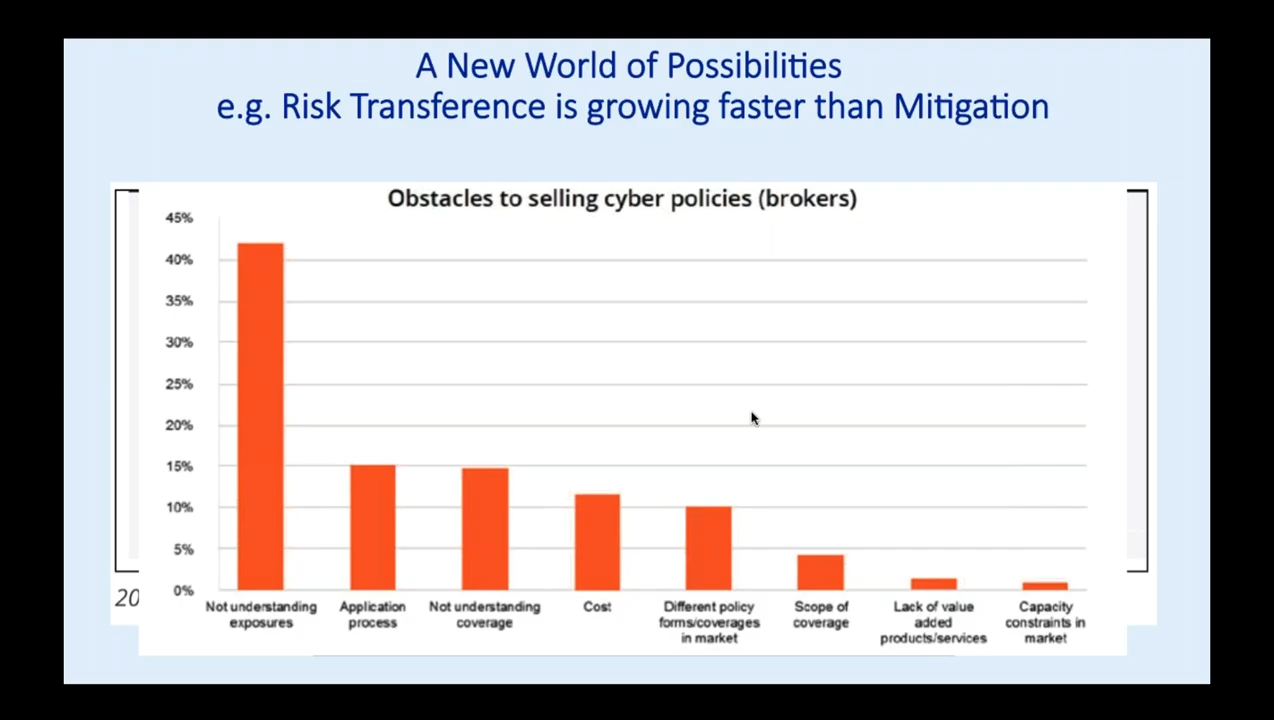 A New World of Possibilities
e.g. Risk Transference is growing faster than Mitigation
Obstacles to selling cyber policies (brokers)
45%
40%
35%
30%
25%
20%
15%
10%
5%
0%
Not understanding
exposures
Application
process
Not understanding
coverage
Cost
Different policy
forms/coverages
in market
Scope of
coverage
Lack of value
added
products/services
Capacity
constraints in
market
20